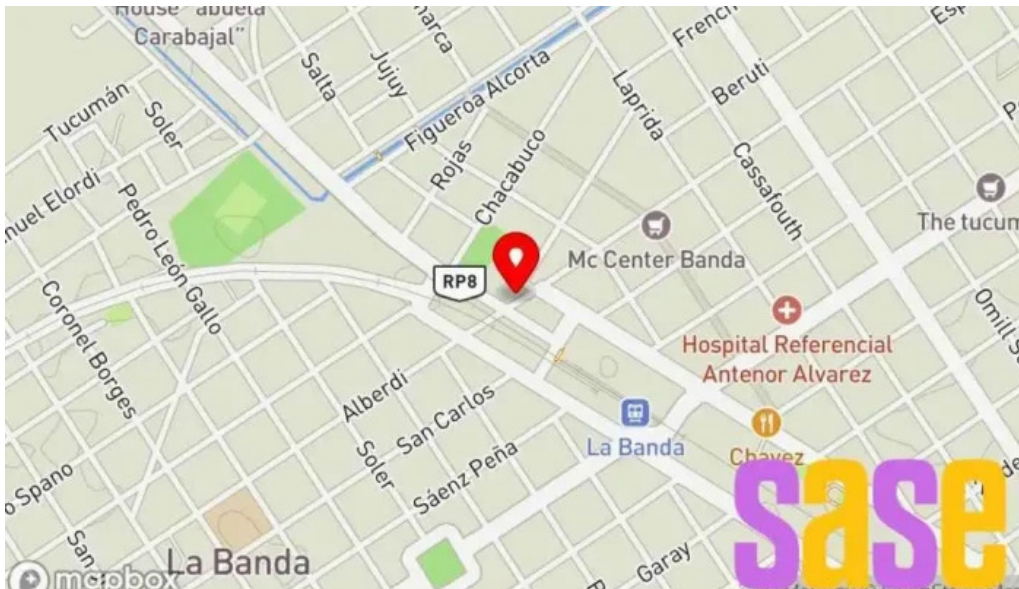 House "abuela
Carabajal"
Salta
Jujuy
Figueroa Alcorta
French
Laprida
Beruti
Tucumán
Soler
Rojas
Chacabuco
Cassafouth
Elordi
Pedro León Gallo
Mc Center Banda
The tucum
RP8
Coronel Borges
Hospital Referencial
Antenor Alvarez
Alberdi
San Carlos
La Banda
Soler
Sáenz Peña
Chavez
Spano
San
La Banda
Garay
mapbox
sase